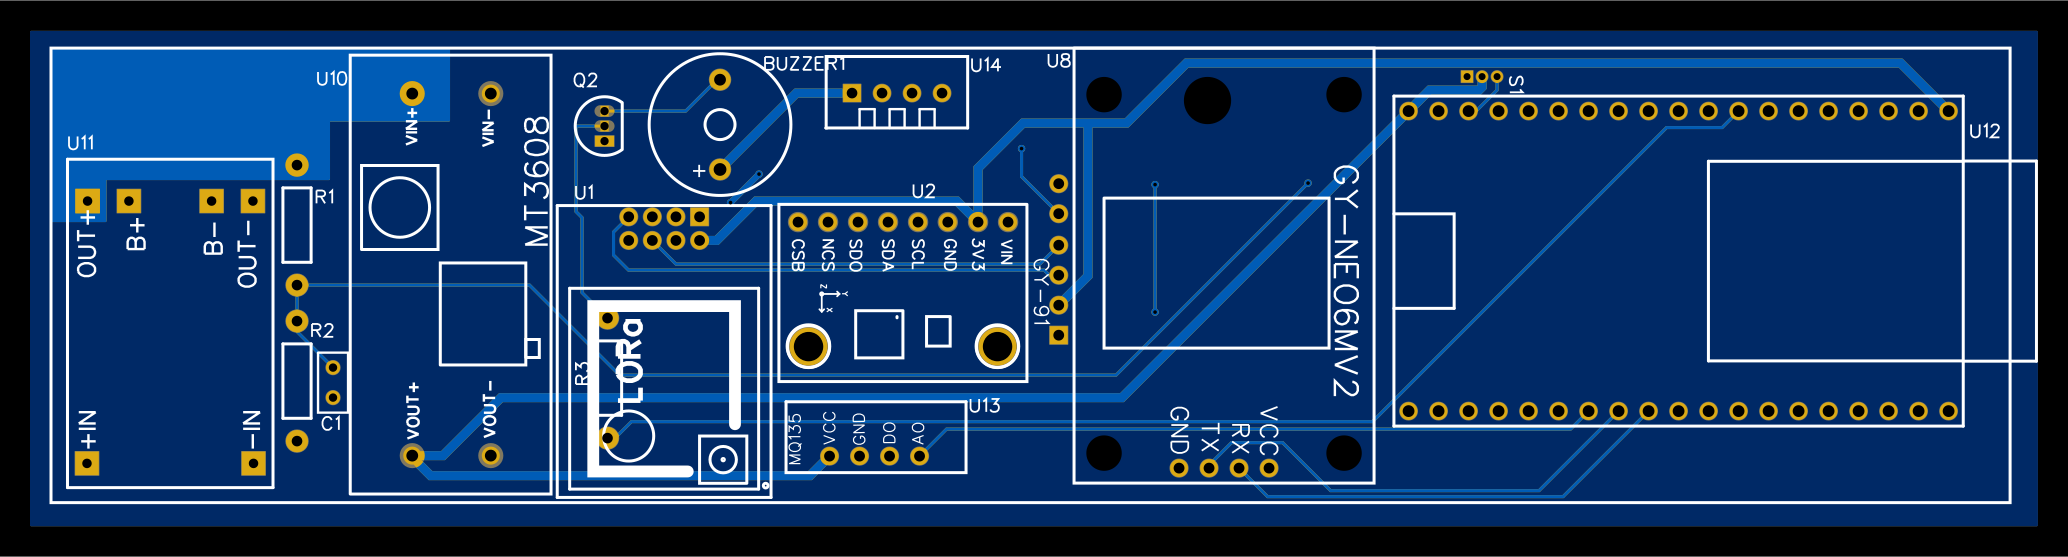 U11
OUT+
B+
B-
OUT-
+IN
-IN
R1
R2
C1
U10
VIN+
VIN-
MT3608
VOUT+
VOUT-
Q2
BUZZER1
+
U14
U1
R3
LORa
U2
CSB
NCS
SDO
SDA
SCL
GND
3V3
VIN
Z
Y
X
GY-91
U13
MQ135
VCC
GND
DO
AO
U8
GY-NEO6MV2
GND
TX
RX
VCC
S1
U12